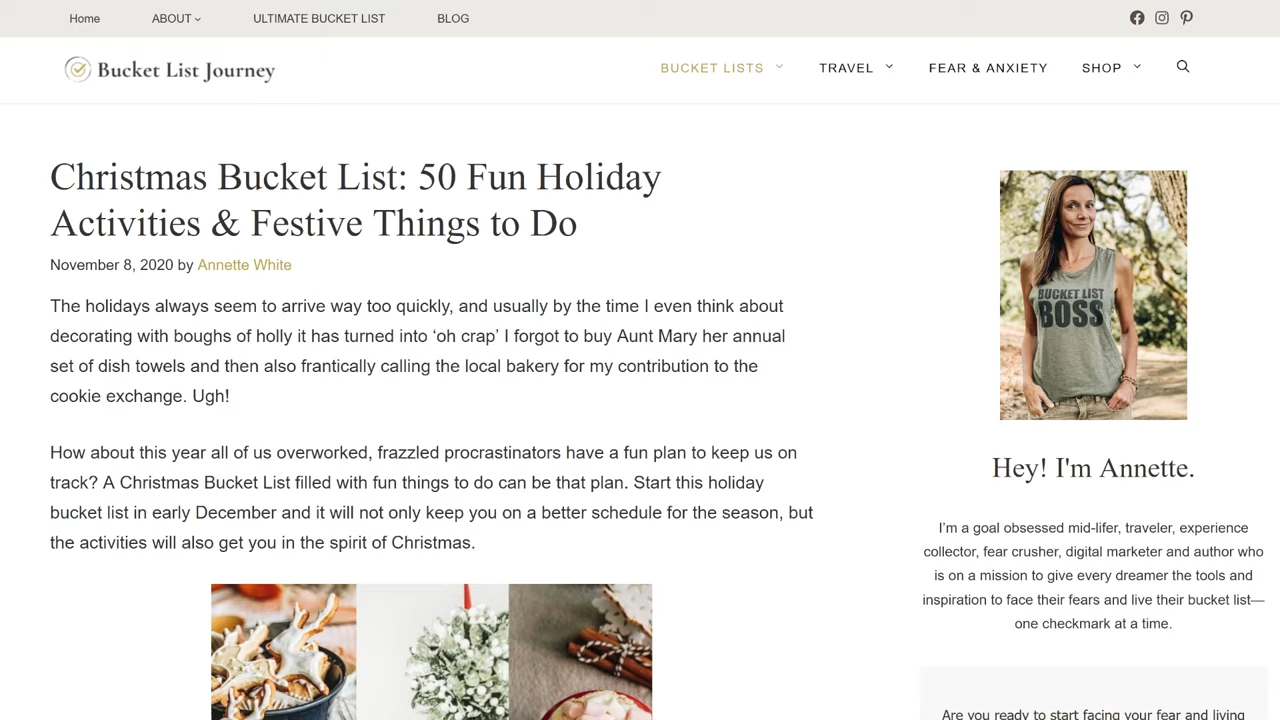 Home
ABOUT
ULTIMATE BUCKET LIST
BLOG
Bucket List Journey
BUCKET LISTS
TRAVEL
FEAR & ANXIETY
SHOP
Christmas Bucket List: 50 Fun Holiday
Activities & Festive Things to Do
November 8, 2020 by Annette White
The holidays always seem to arrive way too quickly, and usually by the time I even think about
decorating with boughs of holly it has turned into ‘oh crap’ I forgot to buy Aunt Mary her annual
set of dish towels and then also frantically calling the local bakery for my contribution to the
cookie exchange. Ugh!
How about this year all of us overworked, frazzled procrastinators have a fun plan to keep us on
track? A Christmas Bucket List filled with fun things to do can be that plan. Start this holiday
bucket list in early December and it will not only keep you on a better schedule for the season, but
the activities will also get you in the spirit of Christmas.
BUCKET LIST
BOSS
Hey! I'm Annette.
I’m a goal obsessed mid-lifer, traveler, experience
collector, fear crusher, digital marketer and author who
is on a mission to give every dreamer the tools and
inspiration to face their fears and live their bucket list—
one checkmark at a time.
Are you ready to start facing your fear and living